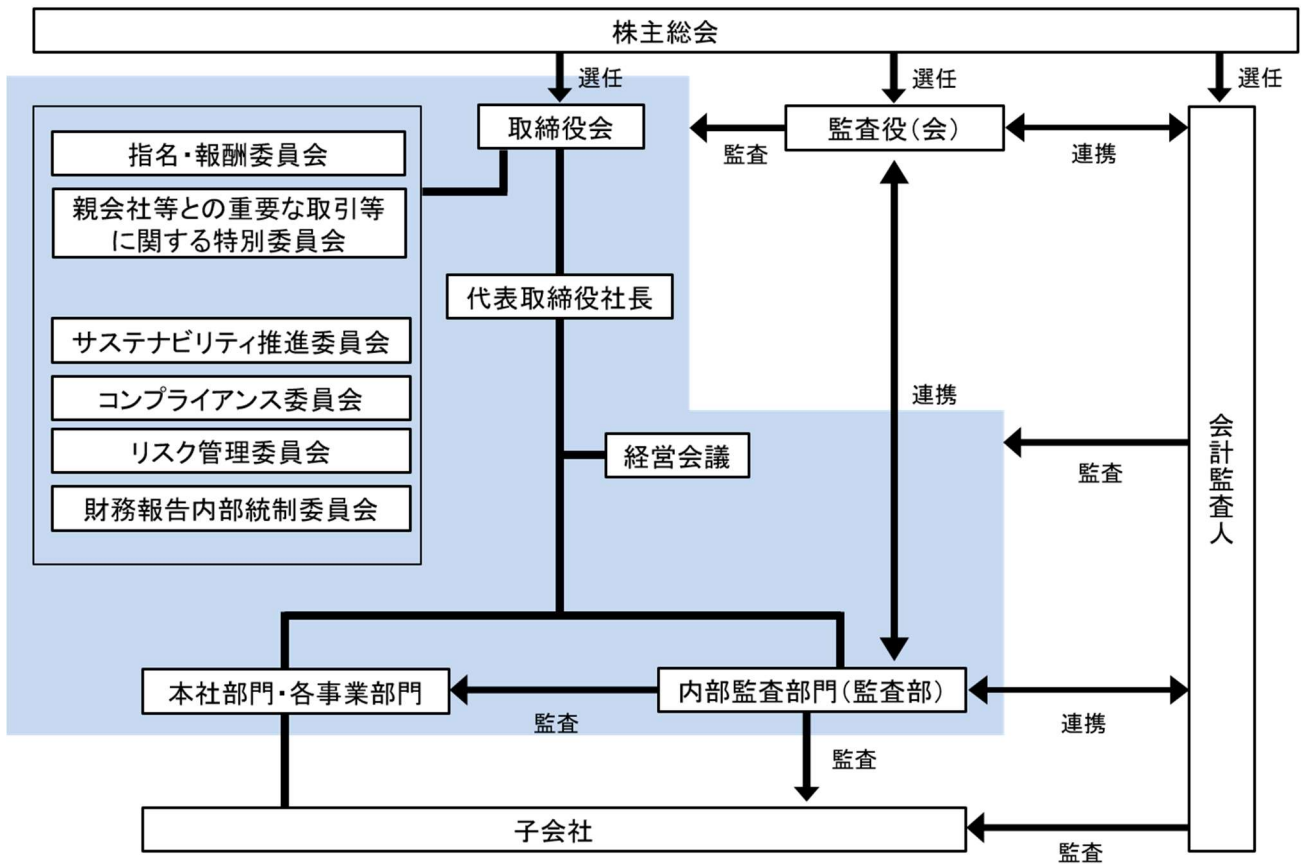 株主総会
選任
選任
選任
取締役会
監査役(会)
監査
連携
指名・報酬委員会
親会社等との重要な取引等
に関する特別委員会
代表取締役社長
サステナビリティ推進委員会
コンプライアンス委員会
リスク管理委員会
財務報告内部統制委員会
経営会議
連携
監査
会計監査人
本社部門・各事業部門
内部監査部門(監査部)
監査
連携
監査
子会社
監査